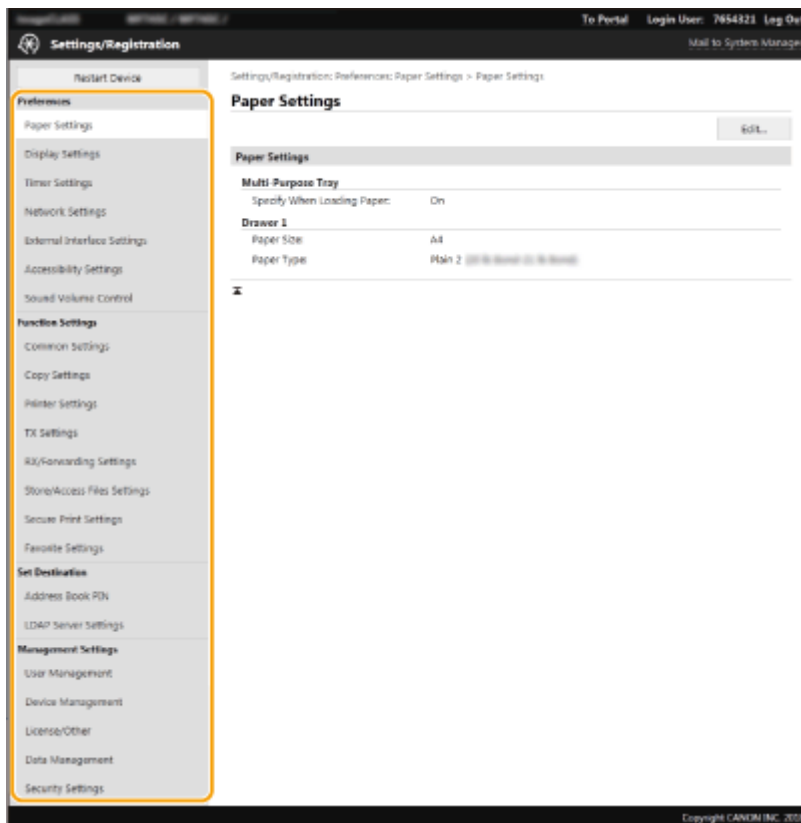 To Portal Login User: 7654321 Log Ou
Settings/Registration
Mail to System Manage
Restart Device
Preferences
Paper Settings
Display Settings
Timer Settings
Network Settings
External Interface Settings
Accessibility Settings
Sound Volume Control
Function Settings
Common Settings
Copy Settings
Printer Settings
TX Settings
RX/Forwarding Settings
Store/Access Files Settings
Secure Print Settings
Favorite Settings
Set Destination
Address Book PIN
LDAP Server Settings
Management Settings
User Management
Device Management
License/Other
Data Management
Security Settings
Settings/Registration: Preferences: Paper Settings > Paper Settings
Paper Settings
Edit...
Paper Settings
Multi-Purpose Tray
Specify When Loading Paper: On
Drawer 1
Paper Size: A4
Paper Type: Plain 2
Copyright CANON INC.